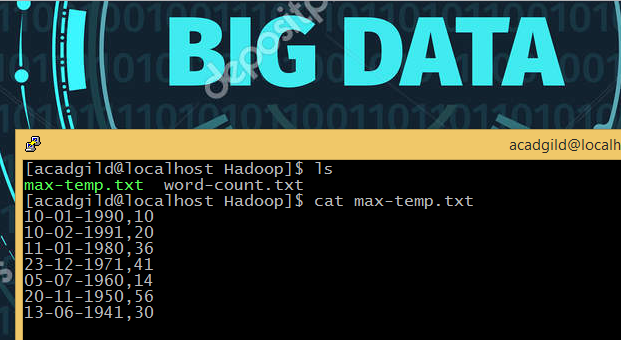 BIG DATA
depositp
acadgild@localh
[acadgild@localhost Hadoop]$ ls
max-temp.txt  word-count.txt
[acadgild@localhost Hadoop]$ cat max-temp.txt
10-01-1990,10
10-02-1991,20
11-01-1980,36
23-12-1971,41
05-07-1960,14
20-11-1950,56
13-06-1941,30